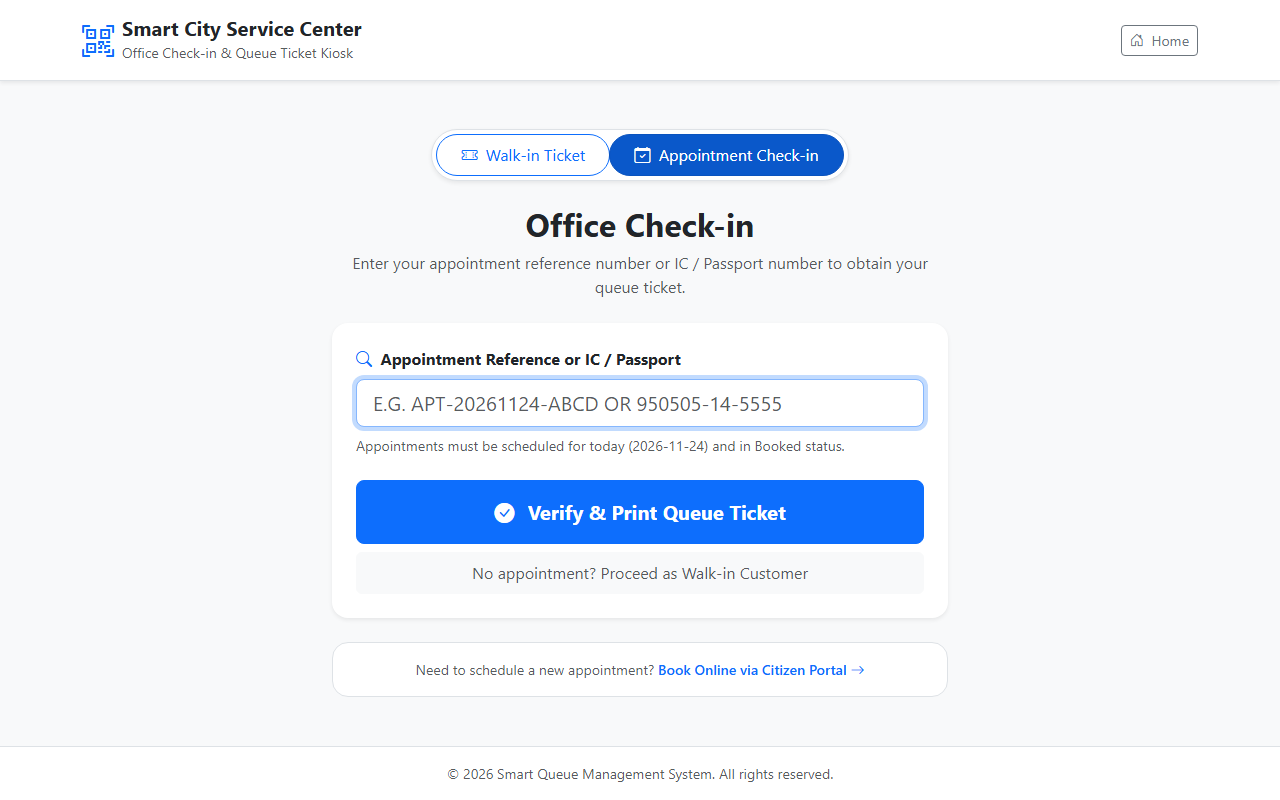 Smart City Service Center
Office Check-in & Queue Ticket Kiosk
Home
Walk-in Ticket
Appointment Check-in
Office Check-in
Enter your appointment reference number or IC / Passport number to obtain your
queue ticket.
Appointment Reference or IC / Passport
E.G. APT-20261124-ABCD OR 950505-14-5555
Appointments must be scheduled for today (2026-11-24) and in Booked status.
Verify & Print Queue Ticket
No appointment? Proceed as Walk-in Customer
Need to schedule a new appointment? Book Online via Citizen Portal →
© 2026 Smart Queue Management System. All rights reserved.